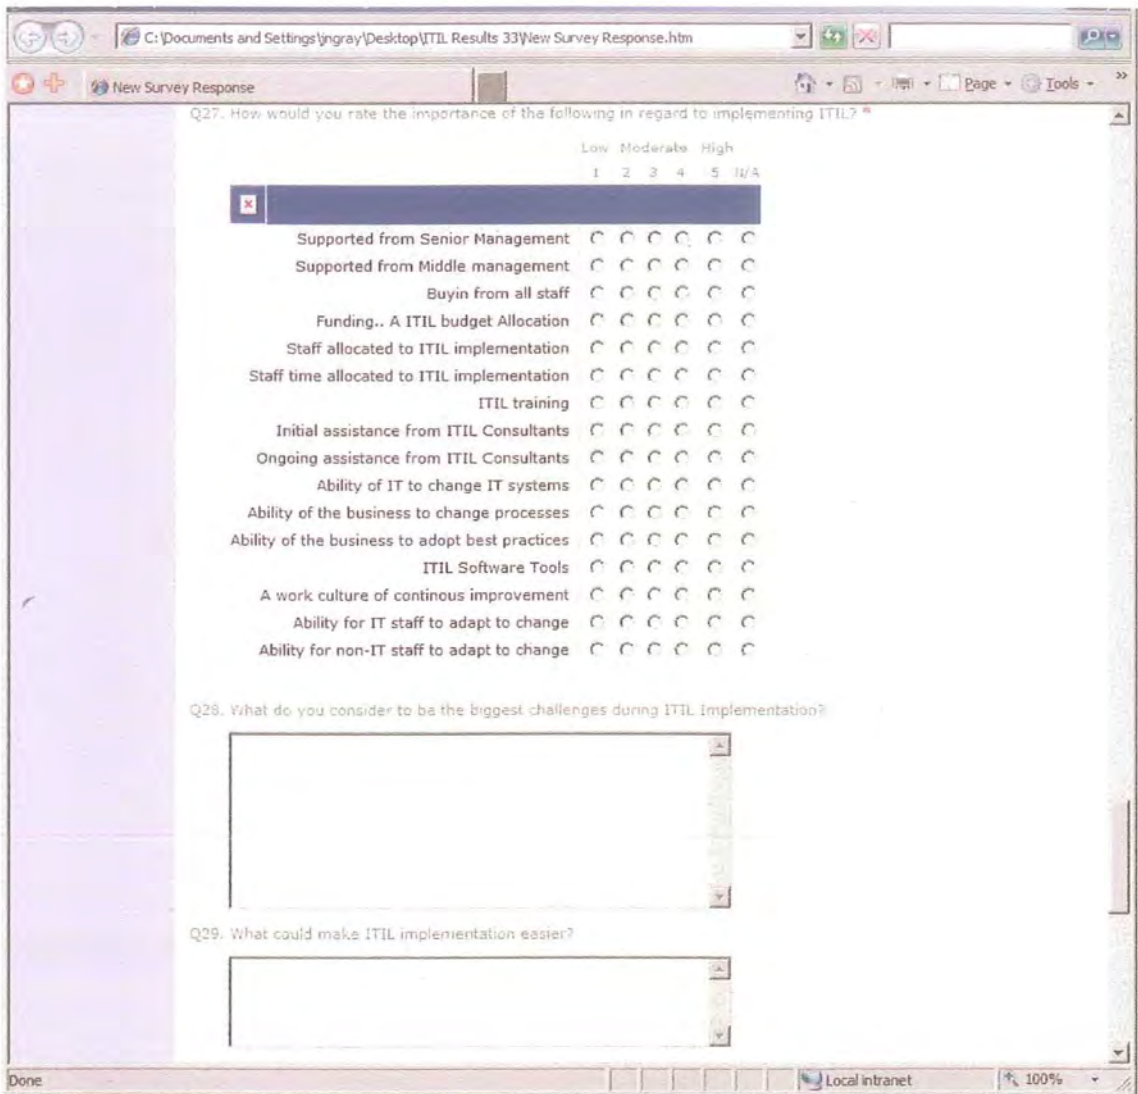 C:\Documents and Settings\jngray\Desktop\ITIL Results 33\New Survey Response.htm
New Survey Response
Page
Tools
Q27. How would you rate the importance of the following in regard to implementing ITIL? *
Low Moderate High
1 2 3 4 5 N/A
Supported from Senior Management
Supported from Middle management
Buyin from all staff
Funding.. A ITIL budget Allocation
Staff allocated to ITIL implementation
Staff time allocated to ITIL implementation
ITIL training
Initial assistance from ITIL Consultants
Ongoing assistance from ITIL Consultants
Ability of IT to change IT systems
Ability of the business to change processes
Ability of the business to adopt best practices
ITIL Software Tools
A work culture of continous improvement
Ability for IT staff to adapt to change
Ability for non-IT staff to adapt to change
Q28. What do you consider to be the biggest challenges during ITIL Implementation?
Q29. What could make ITIL implementation easier?
Done
Local intranet
100%